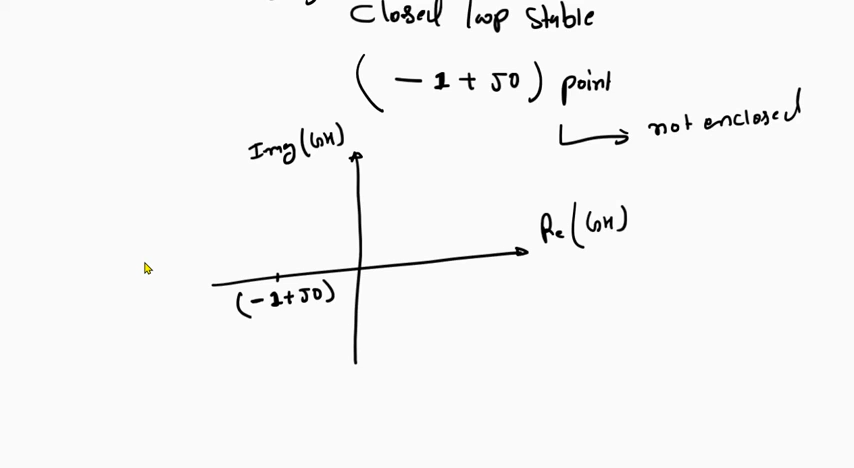 Closed loop stable
(-1+j0) point
not enclosed
Img(GH)
Re(GH)
(-1+j0)